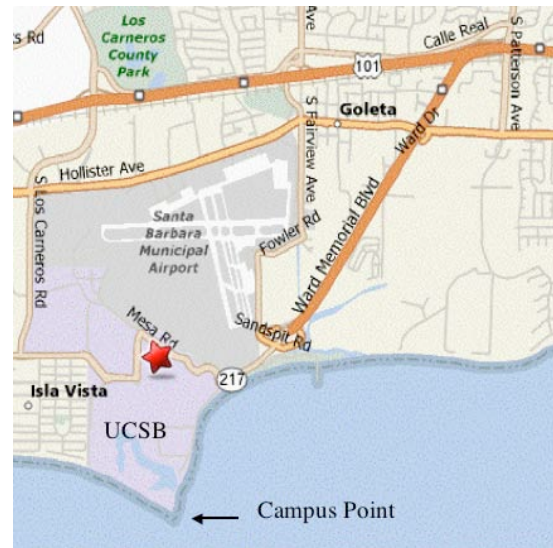 Los
Carneros
County
Park
s Rd
Calle Real
S Patterson Ave
101
Goleta
S Fairview Ave
Ward Dr
Hollister Ave
S Los Carneros Rd
Santa
Barbara
Municipal
Airport
Fowler Rd
Ward Memorial Blvd
Mesa Rd
Sandspit Rd
217
Isla Vista
UCSB
Campus Point